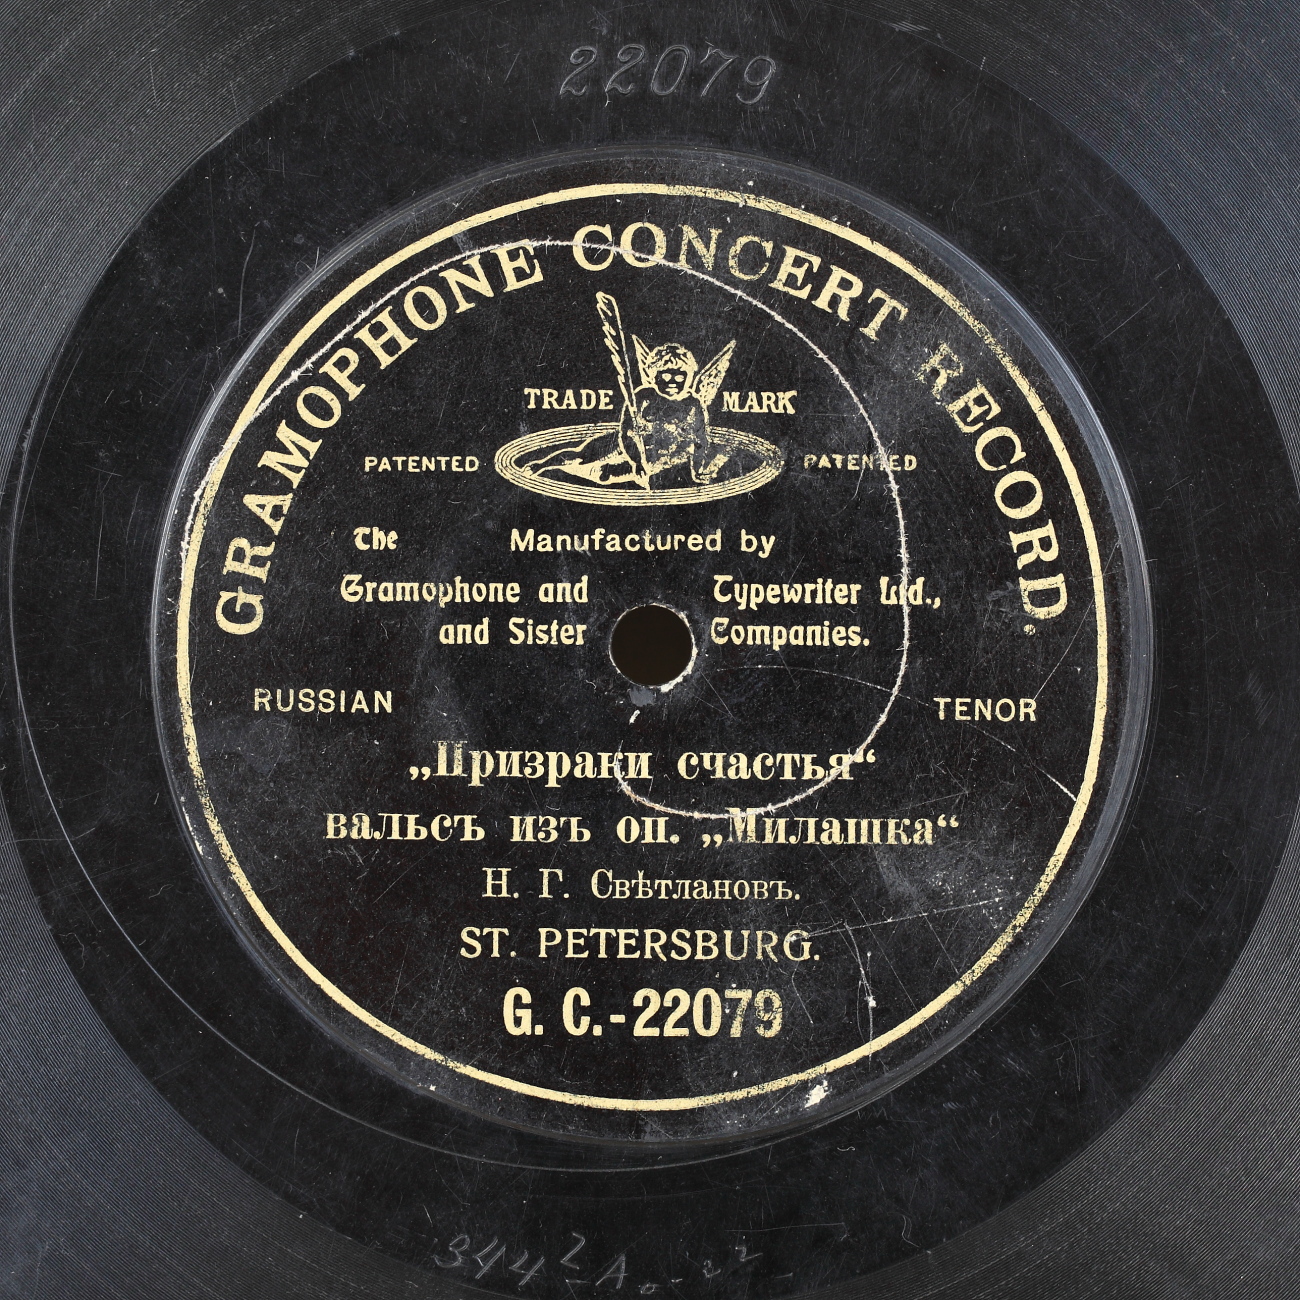 22079
GRAMOPHONE CONCERT RECORD.
TRADE MARK
PATENTED PATENTED
The Manufactured by
Gramophone and Typewriter Ltd.,
and Sister Companies.
RUSSIAN TENOR
„Призраки счастья“
вальсъ изъ оп. „Милашка“
Н. Г. Свѣтлановъ.
ST. PETERSBURG.
G. C.-22079